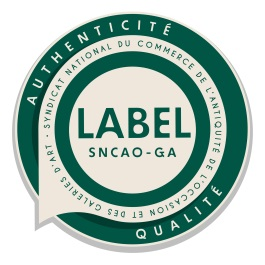 AUTHENTICITÉ
SYNDICAT NATIONAL DU COMMERCE DE L'ANTIQUITÉ DE L'OCCASION ET DES GALERIES D'ART •
LABEL
SNCAO-GA
QUALITÉ